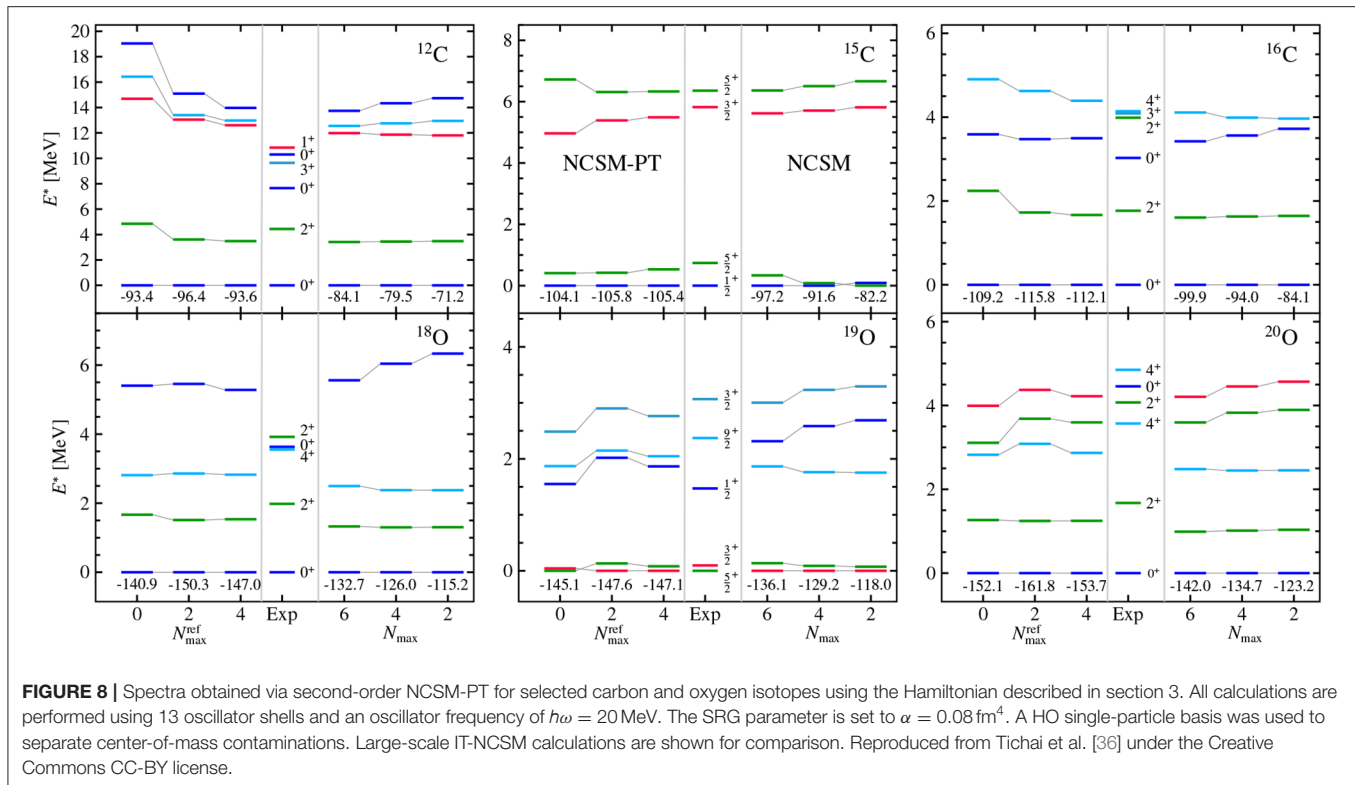 ¹²C
E* [MeV]
20
18
16
14
12
10
8
6
4
2
0
1⁺
0⁺
3⁺
0⁺
2⁺
0⁺
-93.4 -96.4 -93.6 -84.1 -79.5 -71.2
¹⁵C
8
6
4
2
0
NCSM-PT NCSM
5/2⁺
3/2⁺
5/2⁺
1/2⁺
-104.1 -105.8 -105.4 -97.2 -91.6 -82.2
¹⁶C
6
4
2
0
4⁺
3⁺
2⁺
0⁺
2⁺
0⁺
-109.2 -115.8 -112.1 -99.9 -94.0 -84.1
¹⁸O
E* [MeV]
6
4
2
0
2⁺
0⁺
4⁺
2⁺
0⁺
-140.9 -150.3 -147.0 -132.7 -126.0 -115.2
0 2 4 Exp 6 4 2
N_max^ref N_max
¹⁹O
4
2
0
3/2⁺
9/2⁺
1/2⁺
3/2⁺
5/2⁺
-145.1 -147.6 -147.1 -136.1 -129.2 -118.0
0 2 4 Exp 6 4 2
N_max^ref N_max
²⁰O
6
4
2
0
4⁺
0⁺
2⁺
4⁺
2⁺
0⁺
-152.1 -161.8 -153.7 -142.0 -134.7 -123.2
0 2 4 Exp 6 4 2
N_max^ref N_max
FIGURE 8 | Spectra obtained via second-order NCSM-PT for selected carbon and oxygen isotopes using the Hamiltonian described in section 3. All calculations are
performed using 13 oscillator shells and an oscillator frequency of ℏω = 20 MeV. The SRG parameter is set to α = 0.08 fm⁴. A HO single-particle basis was used to
separate center-of-mass contaminations. Large-scale IT-NCSM calculations are shown for comparison. Reproduced from Tichai et al. [36] under the Creative
Commons CC-BY license.